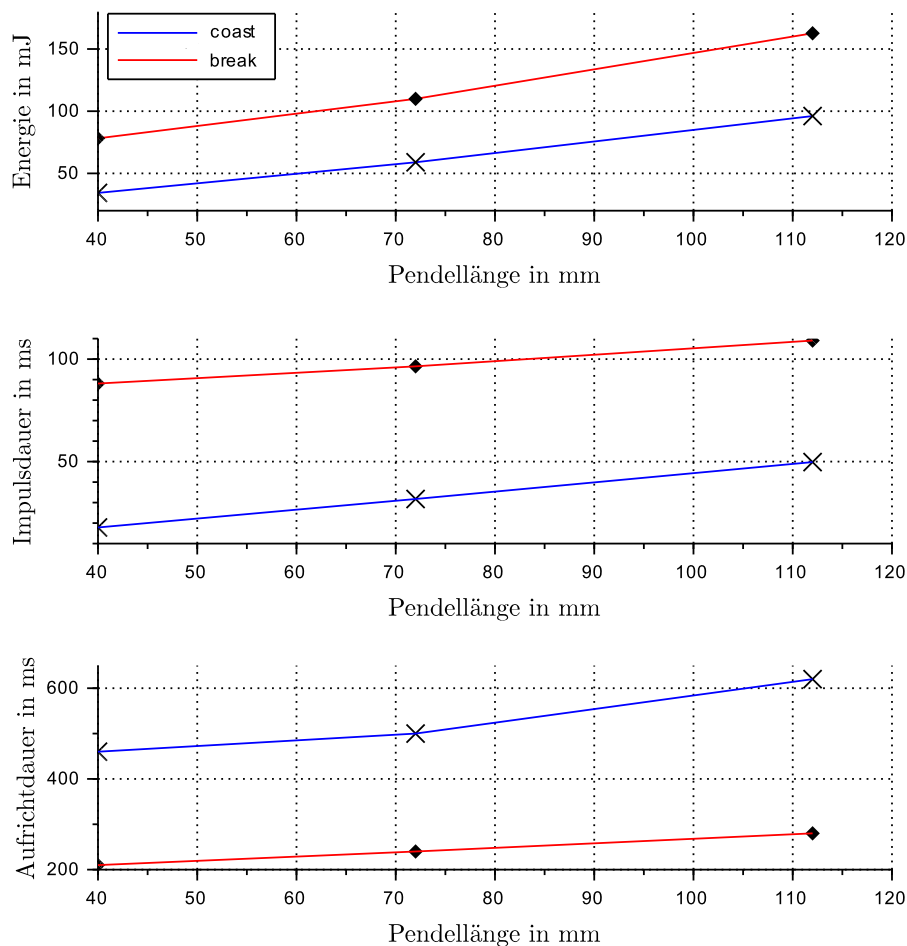 coast
break
Energie in mJ
150
100
50
40 50 60 70 80 90 100 110 120
Pendellänge in mm
Impulsdauer in ms
100
50
40 50 60 70 80 90 100 110 120
Pendellänge in mm
Aufrichtdauer in ms
600
400
200
40 50 60 70 80 90 100 110 120
Pendellänge in mm